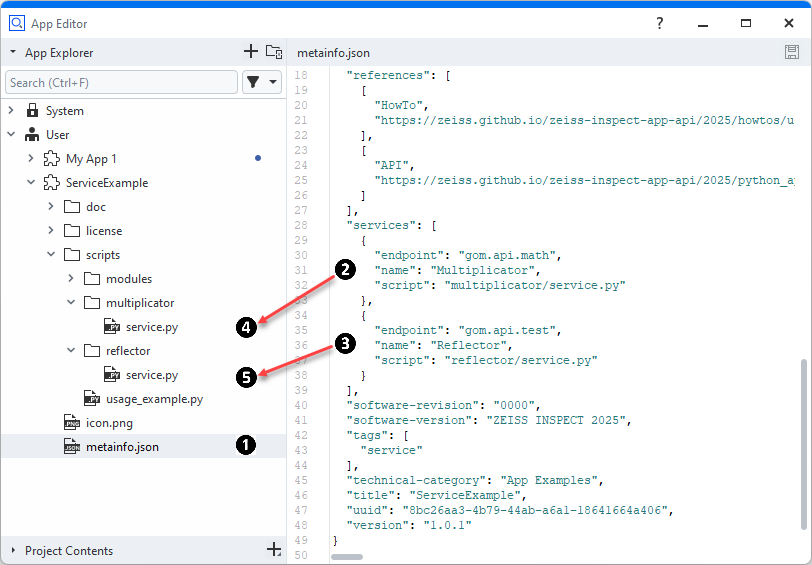 App Editor
?
App Explorer
Search (Ctrl+F)
System
User
My App 1
ServiceExample
doc
license
scripts
modules
multiplicator
service.py
reflector
service.py
usage_example.py
icon.png
metainfo.json
Project Contents
metainfo.json
18 "references": [
19 [
20 "HowTo",
21 "https://zeiss.github.io/zeiss-inspect-app-api/2025/howtos/u
22 ],
23 [
24 "API",
25 "https://zeiss.github.io/zeiss-inspect-app-api/2025/python_a
26 ]
27 ],
28 "services": [
29 {
30 "endpoint": "gom.api.math",
31 "name": "Multiplicator",
32 "script": "multiplicator/service.py"
33 },
34 {
35 "endpoint": "gom.api.test",
36 "name": "Reflector",
37 "script": "reflector/service.py"
38 }
39 ],
40 "software-revision": "0000",
41 "software-version": "ZEISS INSPECT 2025",
42 "tags": [
43 "service"
44 ],
45 "technical-category": "App Examples",
46 "title": "ServiceExample",
47 "uuid": "8bc26aa3-4b79-44ab-a6a1-18641664a406",
48 "version": "1.0.1"
49 }
50
2
4
3
5
1